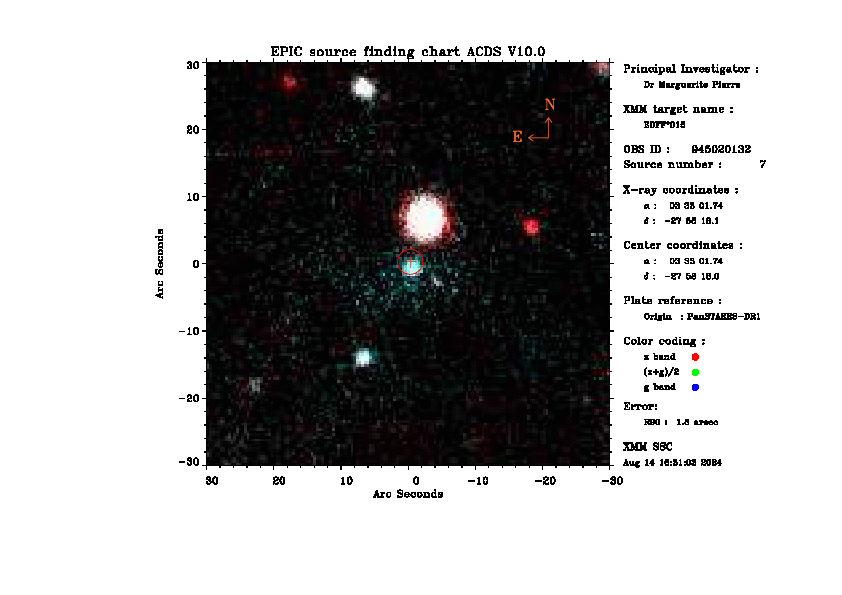 EPIC source finding chart ACDS V10.0
30
20
10
0
-10
-20
-30
30 20 10 0 -10 -20 -30
Arc Seconds
Arc Seconds
N
E
Principal Investigator :
Dr Marguerite Pierre
XMM target name :
OBS ID : 945020132
Source number : 7
X-ray coordinates :
Center coordinates :
Plate reference :
Origin : PanSTARRS-DR1
Color coding :
z band
(z+g)/2
g band
Error:
XMM SSC